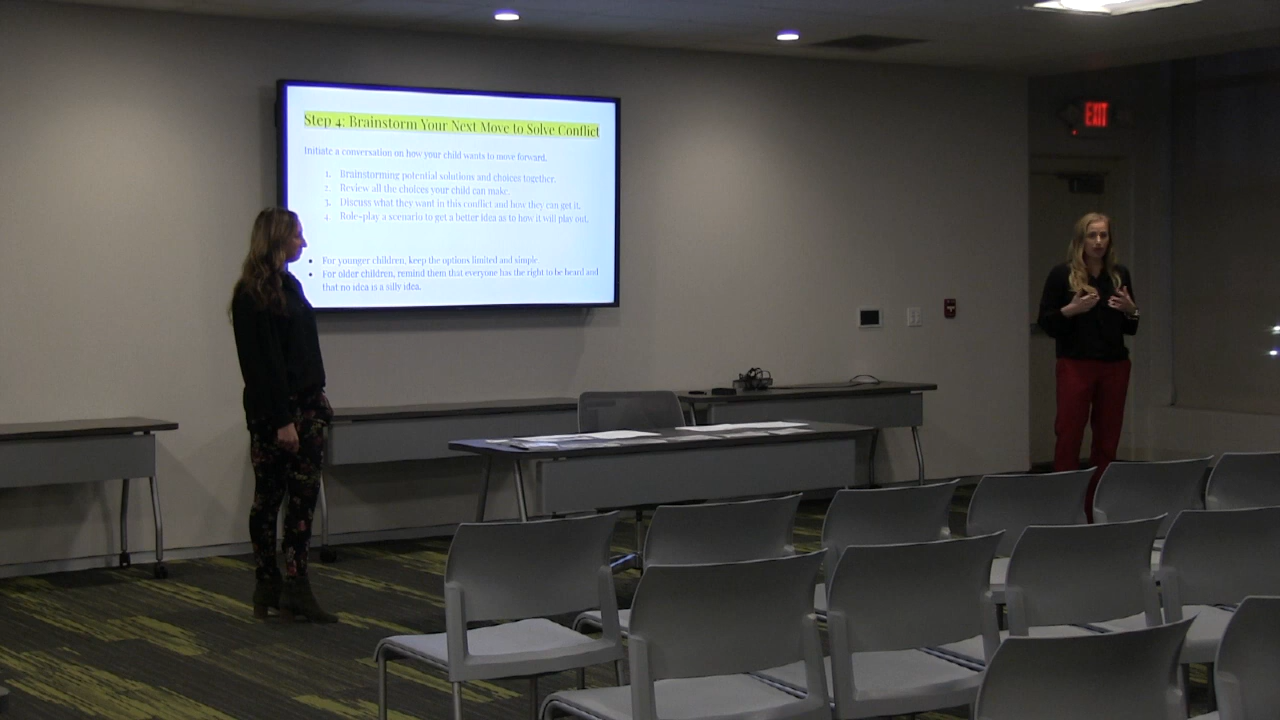 Step 4: Brainstorm Your Next Move to Solve Conflict
Initiate a conversation on how your child wants to move forward.
1. Brainstorming potential solutions and choices together.
2. Review all the choices your child can make.
3. Discuss what they want in this conflict and how they can get it.
4. Role-play a scenario to get a better idea as to how it will play out.
• For younger children, keep the options limited and simple.
• For older children, remind them that everyone has the right to be heard and
that no idea is a silly idea.
EXIT